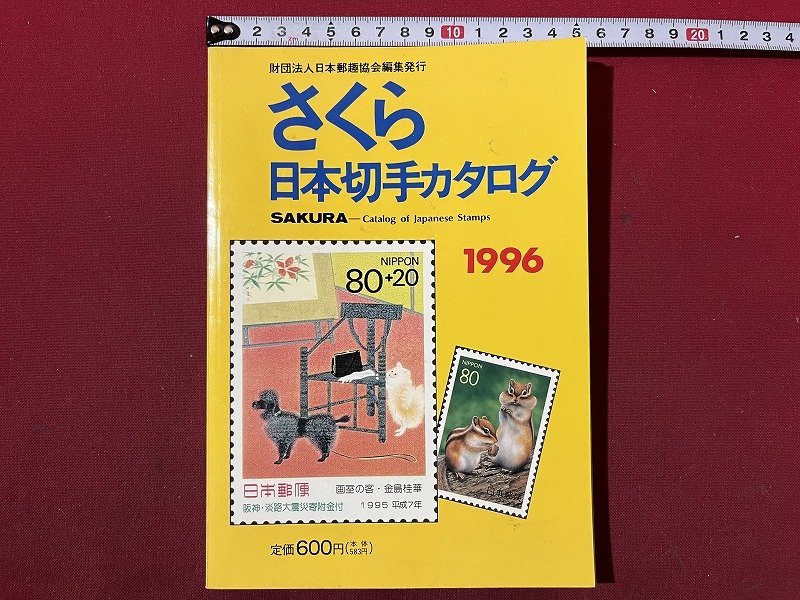 2 3 4 5 6 7 8 9 10 1 2 3 4 5 6 7 8 9 20 1 2 3 4
2m
財団法人日本郵趣協会編集発行
さくら
日本切手カタログ
SAKURA—Catalog of Japanese Stamps
1996
NIPPON
80+20
日本郵便
画室の客・金島桂華
阪神・淡路大震災寄附金付
1995 平成7年
NIPPON
80
定価600円(本体583円)